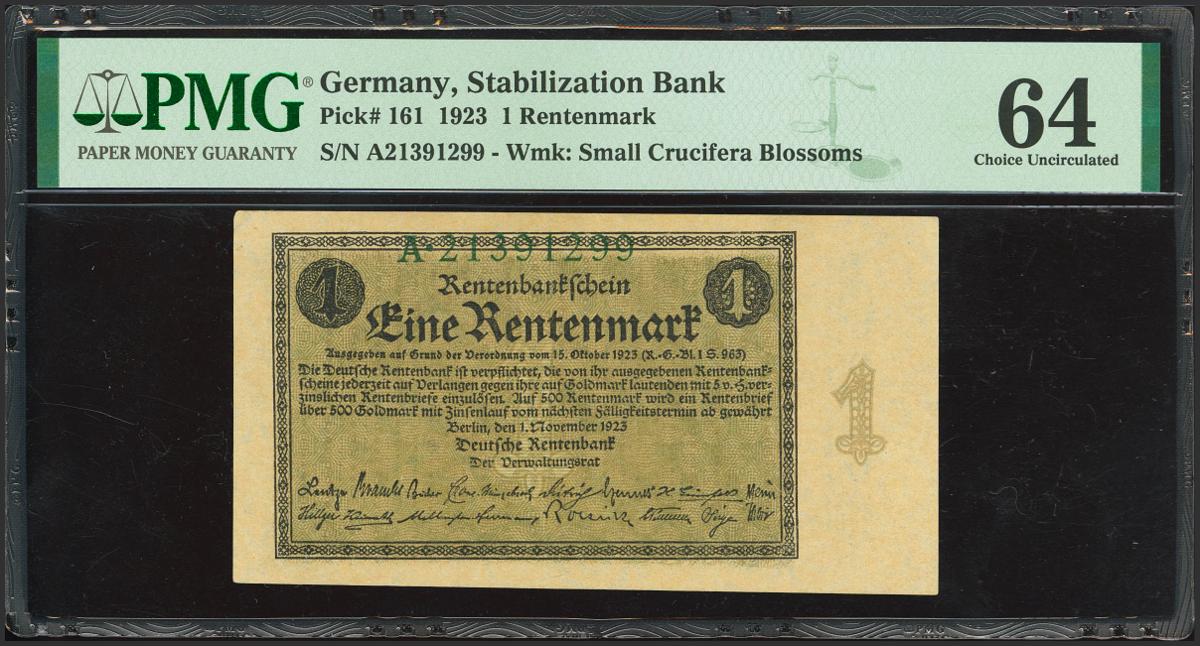 PMG® Germany, Stabilization Bank
PAPER MONEY GUARANTY
Pick# 161 1923 1 Rentenmark
S/N A21391299 - Wmk: Small Crucifera Blossoms
64
Choice Uncirculated
A·21391299
1 1
Rentenbankschein
Eine Rentenmark
Ausgegeben auf Grund der Verordnung vom 15. Oktober 1923 (R.-G.-Bl. I S. 963)
Die Deutsche Rentenbank ist verpflichtet, die von ihr ausgegebenen Rentenbank-
scheine jederzeit auf Verlangen gegen ihre auf Goldmark lautenden mit 5 v. H. ver-
zinslichen Rentenbriefe einzulösen. Auf 500 Rentenmark wird ein Rentenbrief
über 500 Goldmark mit Zinsenlauf vom nächsten Fälligkeitstermin ab gewährt
Berlin, den 1. November 1923
Deutsche Rentenbank
Der Verwaltungsrat
1
PMG